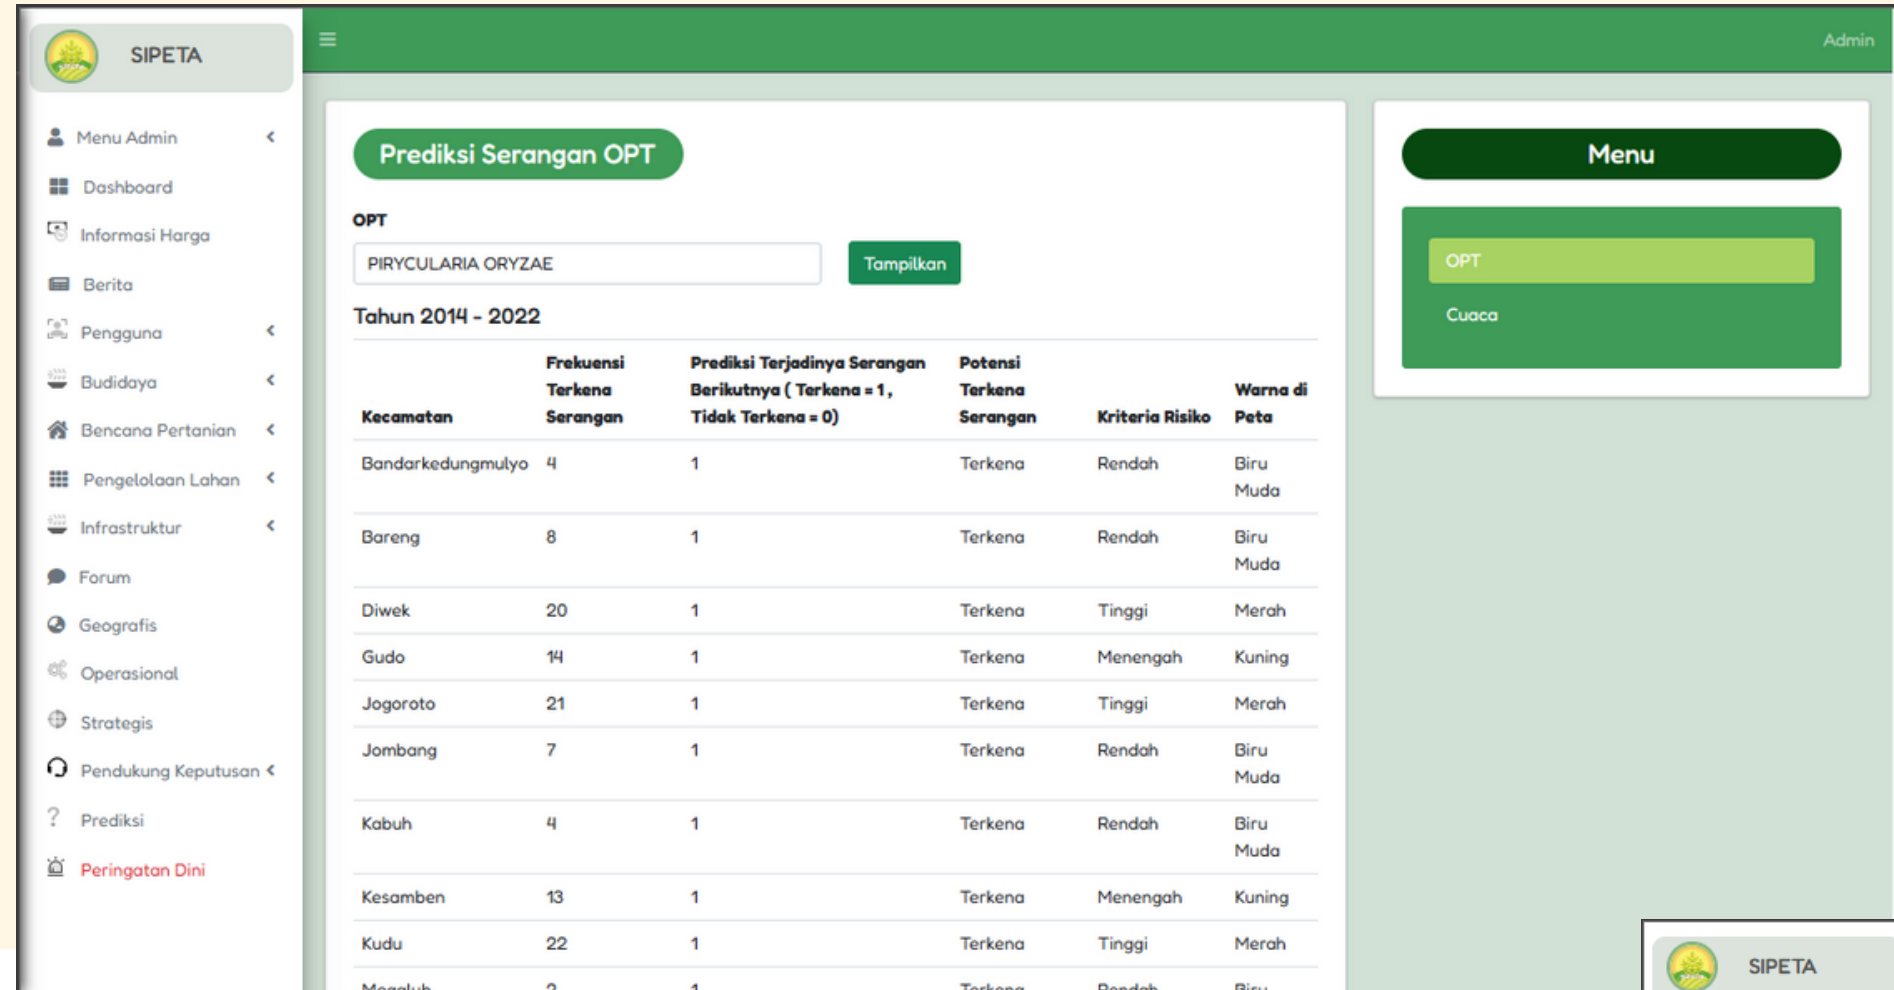 SIPETA
Menu Admin
Dashboard
Informasi Harga
Berita
Pengguna
Budidaya
Bencana Pertanian
Pengelolaan Lahan
Infrastruktur
Forum
Geografis
Operasional
Strategis
Pendukung Keputusan
? Prediksi
Peringatan Dini
Admin
Prediksi Serangan OPT
OPT
PIRYCULARIA ORYZAE
Tampilkan
Tahun 2014 - 2022
Kecamatan Frekuensi Terkena Serangan Prediksi Terjadinya Serangan Berikutnya ( Terkena = 1 , Tidak Terkena = 0) Potensi Terkena Serangan Kriteria Risiko Warna di Peta
Bandarkedungmulyo 4 1 Terkena Rendah Biru Muda
Bareng 8 1 Terkena Rendah Biru Muda
Diwek 20 1 Terkena Tinggi Merah
Gudo 14 1 Terkena Menengah Kuning
Jogoroto 21 1 Terkena Tinggi Merah
Jombang 7 1 Terkena Rendah Biru Muda
Kabuh 4 1 Terkena Rendah Biru Muda
Kesamben 13 1 Terkena Menengah Kuning
Kudu 22 1 Terkena Tinggi Merah
Megaluh 2 1 Terkena Rendah Biru
Menu
OPT
Cuaca
SIPETA